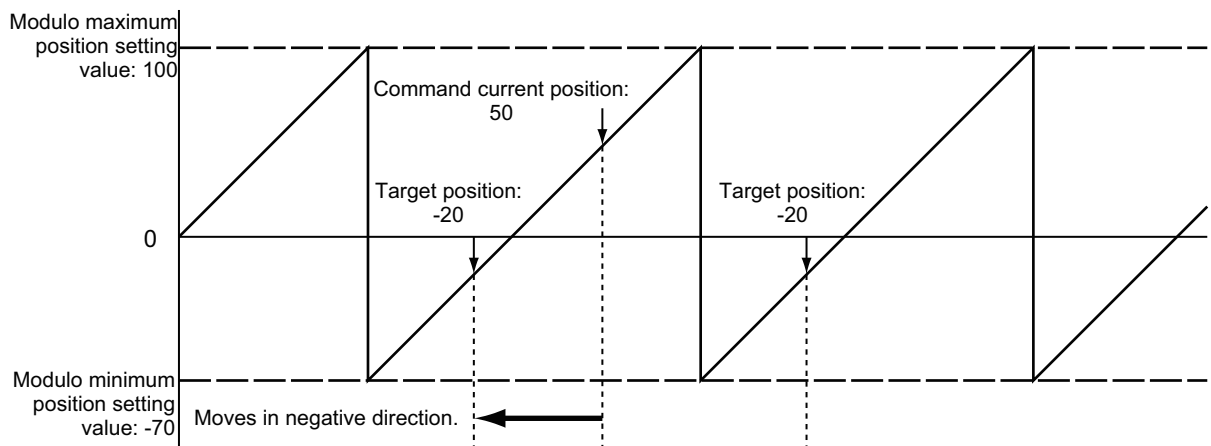 Modulo maximum
position setting
value: 100
Command current position:
50
Target position:
-20
Target position:
-20
0
Modulo minimum
position setting
value: -70
Moves in negative direction.